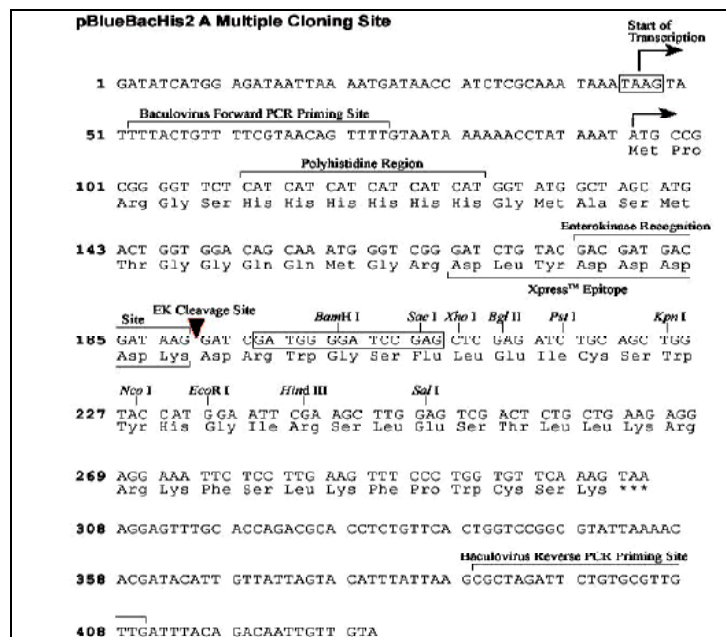 pBlueBacHis2 A Multiple Cloning Site
Start of
Transcription
1 GATATCATGG AGATAATTAA AATGATAACC ATCTCGCAAA TAAATAAGTA
Baculovirus Forward PCR Priming Site
51 TTTTACTGTT TTCGTAACAG TTTTGTAATA AAAAAACCTAT AAAT ATG CCG
Met Pro
Polyhistidine Region
101 CGG GGT TCT CAT CAT CAT CAT CAT CAT GGT ATG GCT AGC ATG
Arg Gly Ser His His His His His His Gly Met Ala Ser Met
Enterokinase Recognition
143 ACT GGT GGA CAG CAA ATG GGT CGG GAT CTG TAC GAC GAT GAC
Thr Gly Gly Gln Gln Met Gly Arg Asp Leu Tyr Asp Asp Asp
Xpress™ Epitope
Site EK Cleavage Site BamH I Sac I Xho I Bgl II Pst I Kpn I
185 GAT AAG GAT CGATGG GGA TCC GAG CTC GAG ATC TGC AGC TGG
Asp Lys Asp Arg Trp Gly Ser Flu Leu Glu Ile Cys Ser Trp
Nco I EcoR I Hind III Sal I
227 TAC CAT GGA ATT CGA AGC TTG GAG TCG ACT CTG CTG AAG AGG
Tyr His Gly Ile Arg Ser Leu Glu Ser Thr Leu Leu Lys Arg
269 AGG AAA TTC TCC TTG AAG TTT CCC TGG TGT TCA AAG TAA
Arg Lys Phe Ser Leu Lys Phe Pro Trp Cys Ser Lys ***
308 AGGAGTTTGC ACCAGACGCA CCTCTGTTCA CTGGTCCGGC GTATTAAAAC
358 ACGATACATT GTTATTAGTA CATTTATTAA GCGCTAGATT CTGTGCGTTG
Baculovirus Reverse PCR Priming Site
408 TTGATTTACA GACAATTGTT GTA